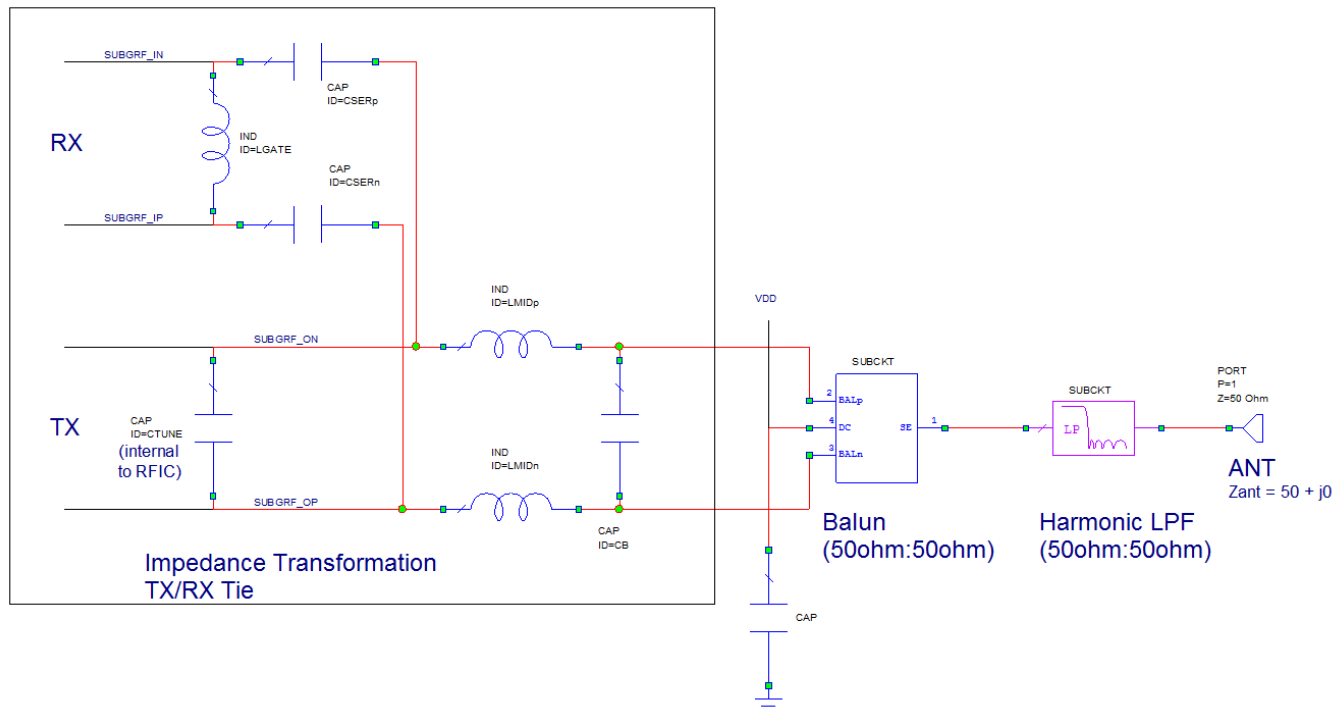 SUBGRF_IN
CAP
ID=CSERp
RX
IND
ID=LGATE
CAP
ID=CSERn
SUBGRF_IP
IND
ID=LMIDp
VDD
SUBGRF_ON
SUBCKT
PORT
P=1
Z=50 Ohm
SUBCKT
TX
CAP
ID=CTUNE
(internal
to RFIC)
2 BALp
4 DC
SE 1
3 BALn
LP
ANT
Zant = 50 + j0
IND
ID=LMIDn
SUBGRF_OP
CAP
ID=CB
Balun
(50ohm:50ohm)
Harmonic LPF
(50ohm:50ohm)
Impedance Transformation
TX/RX Tie
CAP